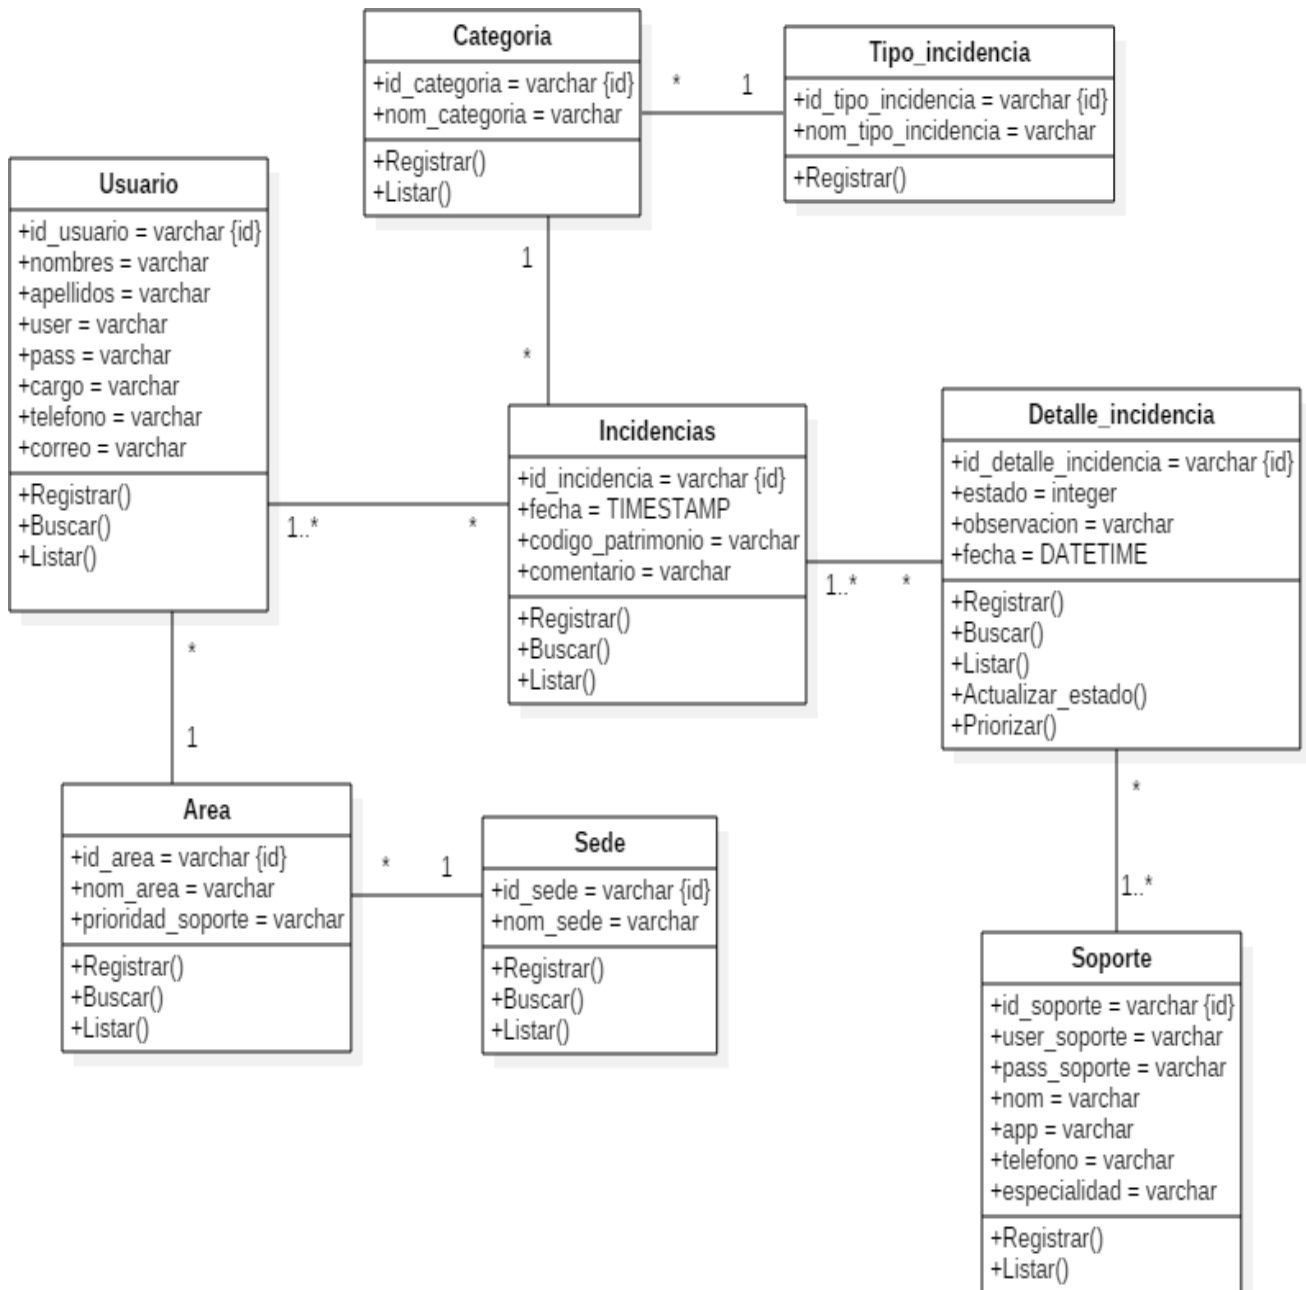 Categoria
+id_categoria = varchar {id}
+nom_categoria = varchar
+Registrar()
+Listar()
* 1
Tipo_incidencia
+id_tipo_incidencia = varchar {id}
+nom_tipo_incidencia = varchar
+Registrar()
Usuario
+id_usuario = varchar {id}
+nombres = varchar
+apellidos = varchar
+user = varchar
+pass = varchar
+cargo = varchar
+telefono = varchar
+correo = varchar
+Registrar()
+Buscar()
+Listar()
1
*
1..* *
Incidencias
+id_incidencia = varchar {id}
+fecha = TIMESTAMP
+codigo_patrimonio = varchar
+comentario = varchar
+Registrar()
+Buscar()
+Listar()
1..* *
Detalle_incidencia
+id_detalle_incidencia = varchar {id}
+estado = integer
+observacion = varchar
+fecha = DATETIME
+Registrar()
+Buscar()
+Listar()
+Actualizar_estado()
+Priorizar()
*
1
Area
+id_area = varchar {id}
+nom_area = varchar
+prioridad_soporte = varchar
+Registrar()
+Buscar()
+Listar()
* 1
Sede
+id_sede = varchar {id}
+nom_sede = varchar
+Registrar()
+Buscar()
+Listar()
*
1..*
Soporte
+id_soporte = varchar {id}
+user_soporte = varchar
+pass_soporte = varchar
+nom = varchar
+app = varchar
+telefono = varchar
+especialidad = varchar
+Registrar()
+Listar()